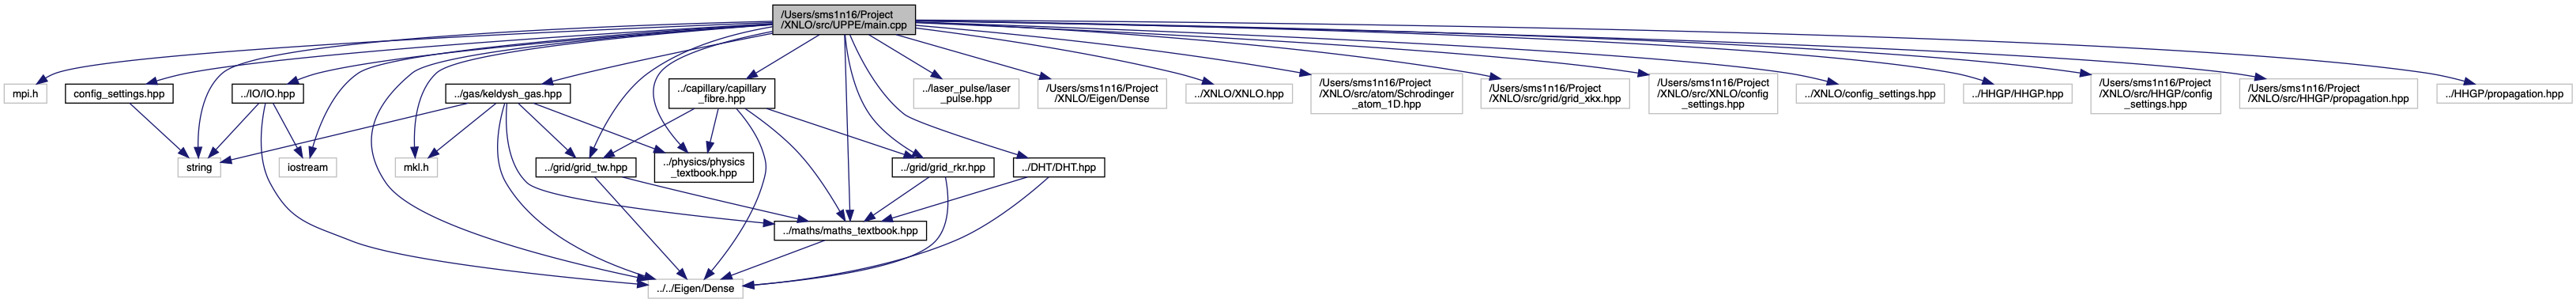 /Users/sms1n16/Project
/XNLO/src/UPPE/main.cpp
mpi.h
config_settings.hpp
../IO/IO.hpp
../gas/keldysh_gas.hpp
../capillary/capillary
_fibre.hpp
../laser_pulse/laser
_pulse.hpp
/Users/sms1n16/Project
/XNLO/Eigen/Dense
../XNLO/XNLO.hpp
/Users/sms1n16/Project
/XNLO/src/atom/Schrodinger
_atom_1D.hpp
/Users/sms1n16/Project
/XNLO/src/grid/grid_xkx.hpp
/Users/sms1n16/Project
/XNLO/src/XNLO/config
_settings.hpp
../XNLO/config_settings.hpp
../HHGP/HHGP.hpp
/Users/sms1n16/Project
/XNLO/src/HHGP/config
_settings.hpp
/Users/sms1n16/Project
/XNLO/src/HHGP/propagation.hpp
../HHGP/propagation.hpp
string
iostream
mkl.h
../grid/grid_tw.hpp
../physics/physics
_textbook.hpp
../grid/grid_rkr.hpp
../DHT/DHT.hpp
../maths/maths_textbook.hpp
../../Eigen/Dense